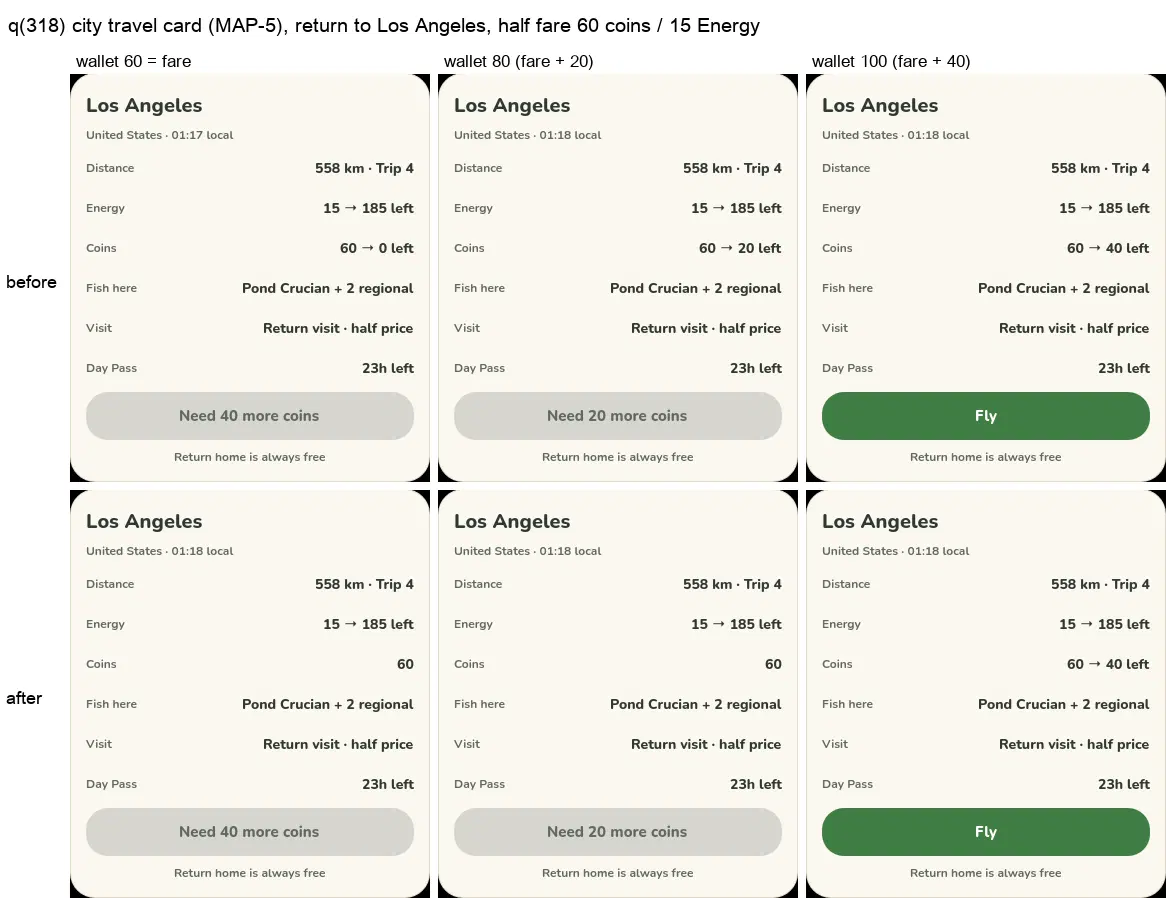 q(318) city travel card (MAP-5), return to Los Angeles, half fare 60 coins / 15 Energy
wallet 60 = fare
wallet 80 (fare + 20)
wallet 100 (fare + 40)
before
Los Angeles
United States · 01:17 local
Distance 558 km · Trip 4
Energy 15 → 185 left
Coins 60 → 0 left
Fish here Pond Crucian + 2 regional
Visit Return visit · half price
Day Pass 23h left
Need 40 more coins
Return home is always free
Los Angeles
United States · 01:18 local
Distance 558 km · Trip 4
Energy 15 → 185 left
Coins 60 → 20 left
Fish here Pond Crucian + 2 regional
Visit Return visit · half price
Day Pass 23h left
Need 20 more coins
Return home is always free
Los Angeles
United States · 01:18 local
Distance 558 km · Trip 4
Energy 15 → 185 left
Coins 60 → 40 left
Fish here Pond Crucian + 2 regional
Visit Return visit · half price
Day Pass 23h left
Fly
Return home is always free
after
Los Angeles
United States · 01:18 local
Distance 558 km · Trip 4
Energy 15 → 185 left
Coins 60
Fish here Pond Crucian + 2 regional
Visit Return visit · half price
Day Pass 23h left
Need 40 more coins
Return home is always free
Los Angeles
United States · 01:18 local
Distance 558 km · Trip 4
Energy 15 → 185 left
Coins 60
Fish here Pond Crucian + 2 regional
Visit Return visit · half price
Day Pass 23h left
Need 20 more coins
Return home is always free
Los Angeles
United States · 01:18 local
Distance 558 km · Trip 4
Energy 15 → 185 left
Coins 60 → 40 left
Fish here Pond Crucian + 2 regional
Visit Return visit · half price
Day Pass 23h left
Fly
Return home is always free